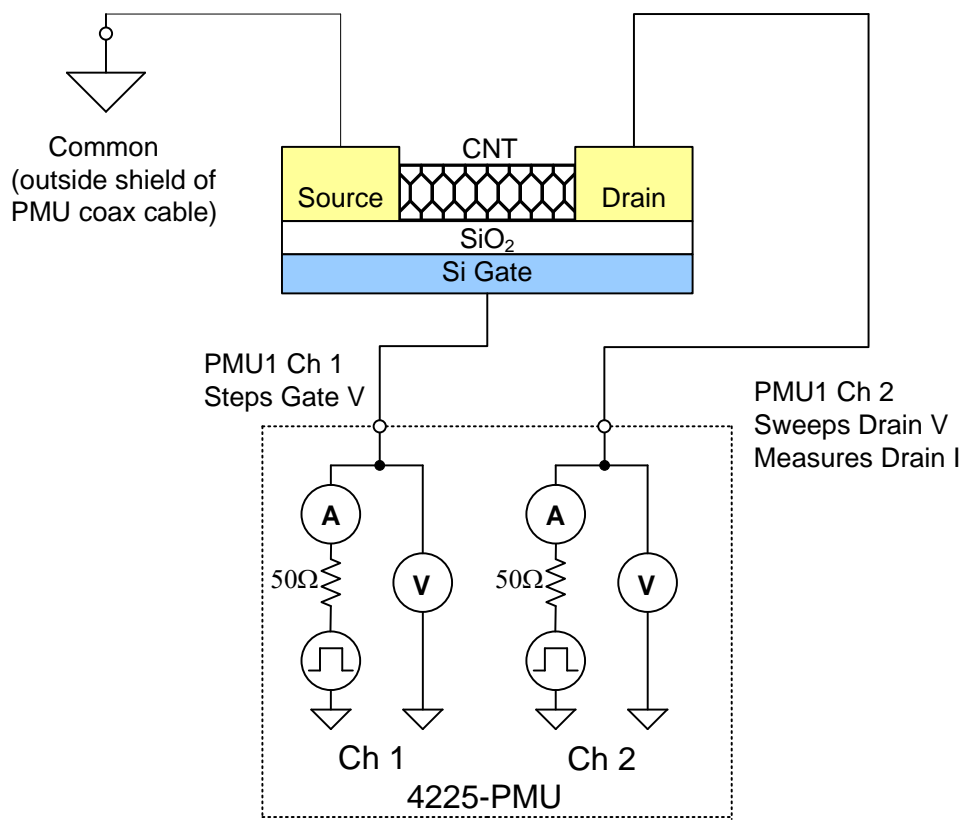 Common
(outside shield of
PMU coax cable)
CNT
Source
Drain
SiO₂
Si Gate
PMU1 Ch 1
Steps Gate V
PMU1 Ch 2
Sweeps Drain V
Measures Drain I
A
50Ω
V
A
50Ω
V
Ch 1
Ch 2
4225-PMU